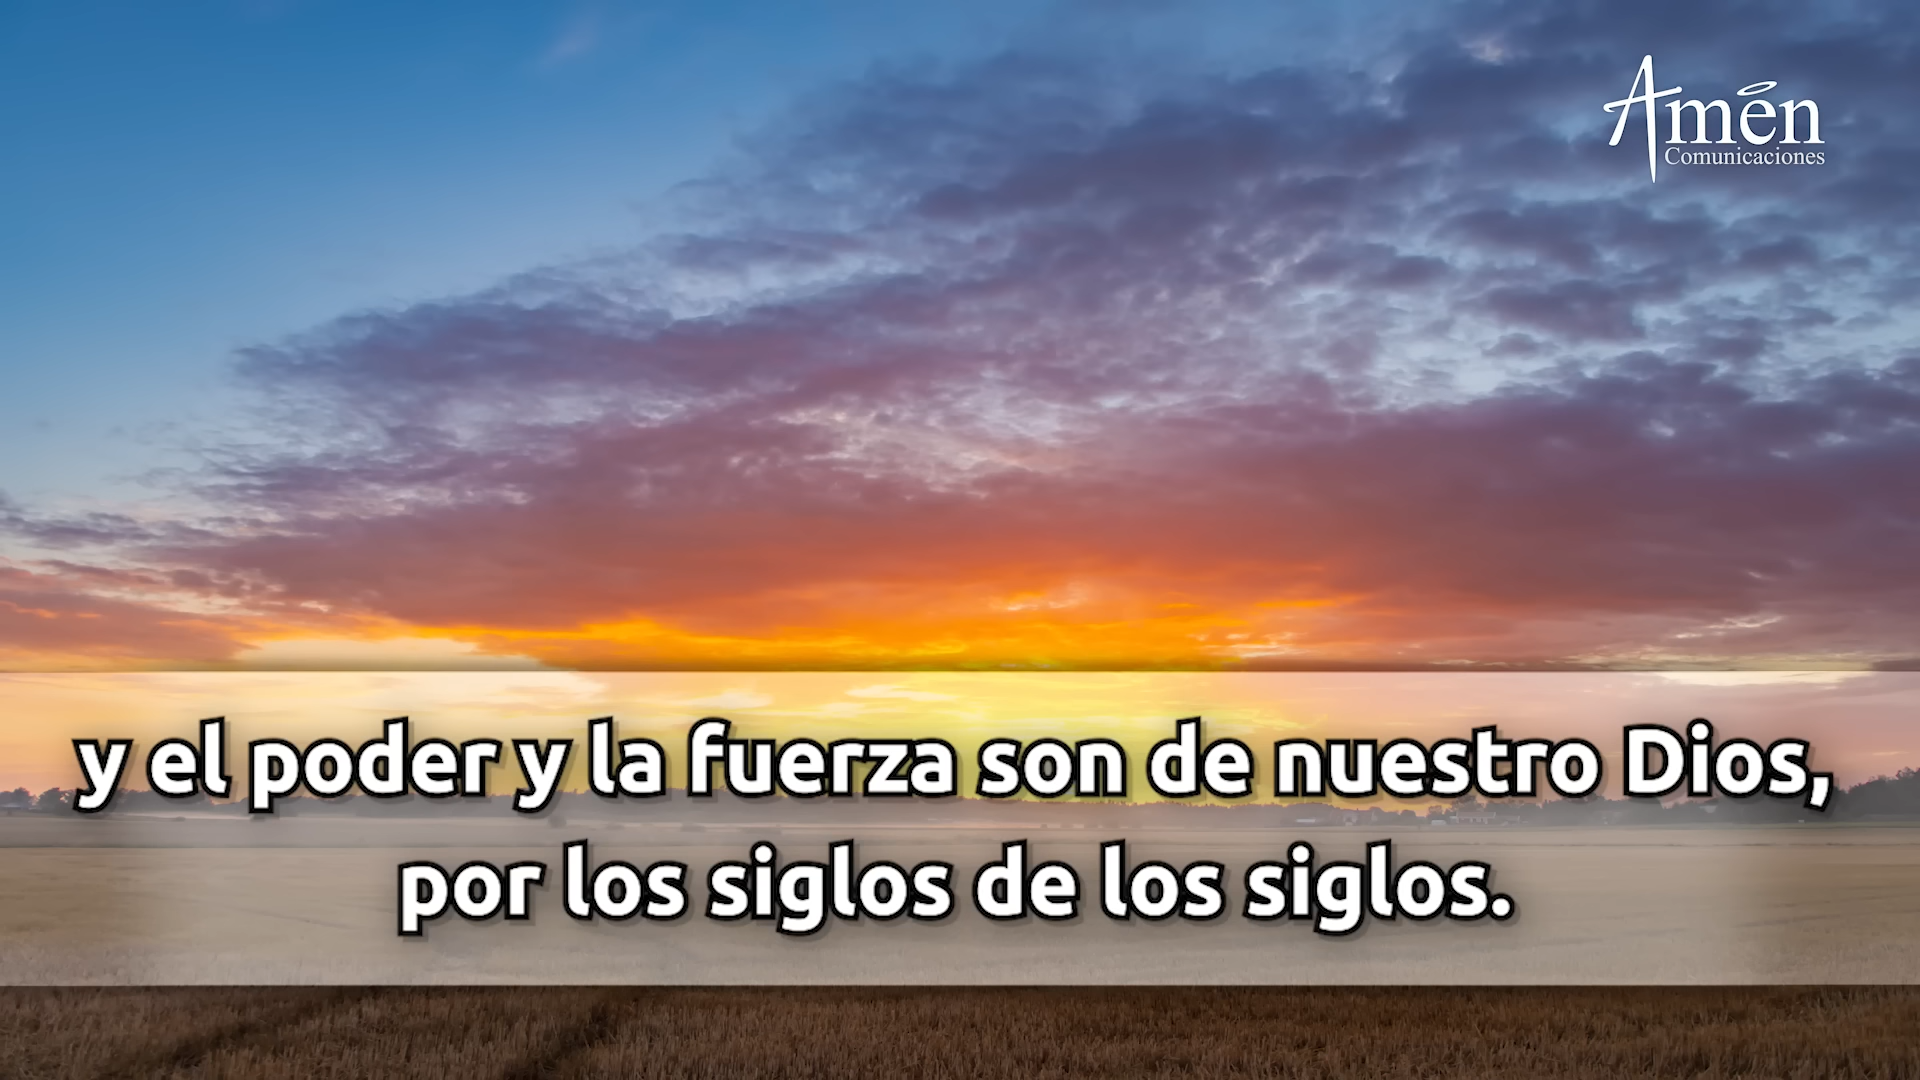 Amén
Comunicaciones
y el poder y la fuerza son de nuestro Dios,
por los siglos de los siglos.